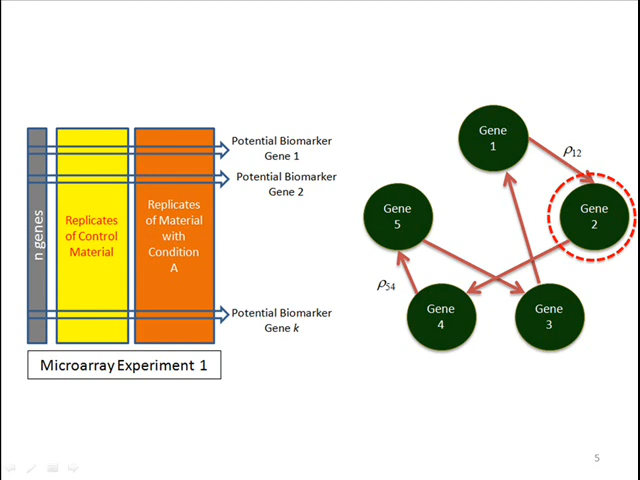 n genes
Replicates
of Control
Material
Replicates
of Material
with
Condition
A
Potential Biomarker
Gene 1
Potential Biomarker
Gene 2
Potential Biomarker
Gene k
Microarray Experiment 1
Gene
1
ρ12
Gene
2
Gene
5
ρ54
Gene
4
Gene
3
5